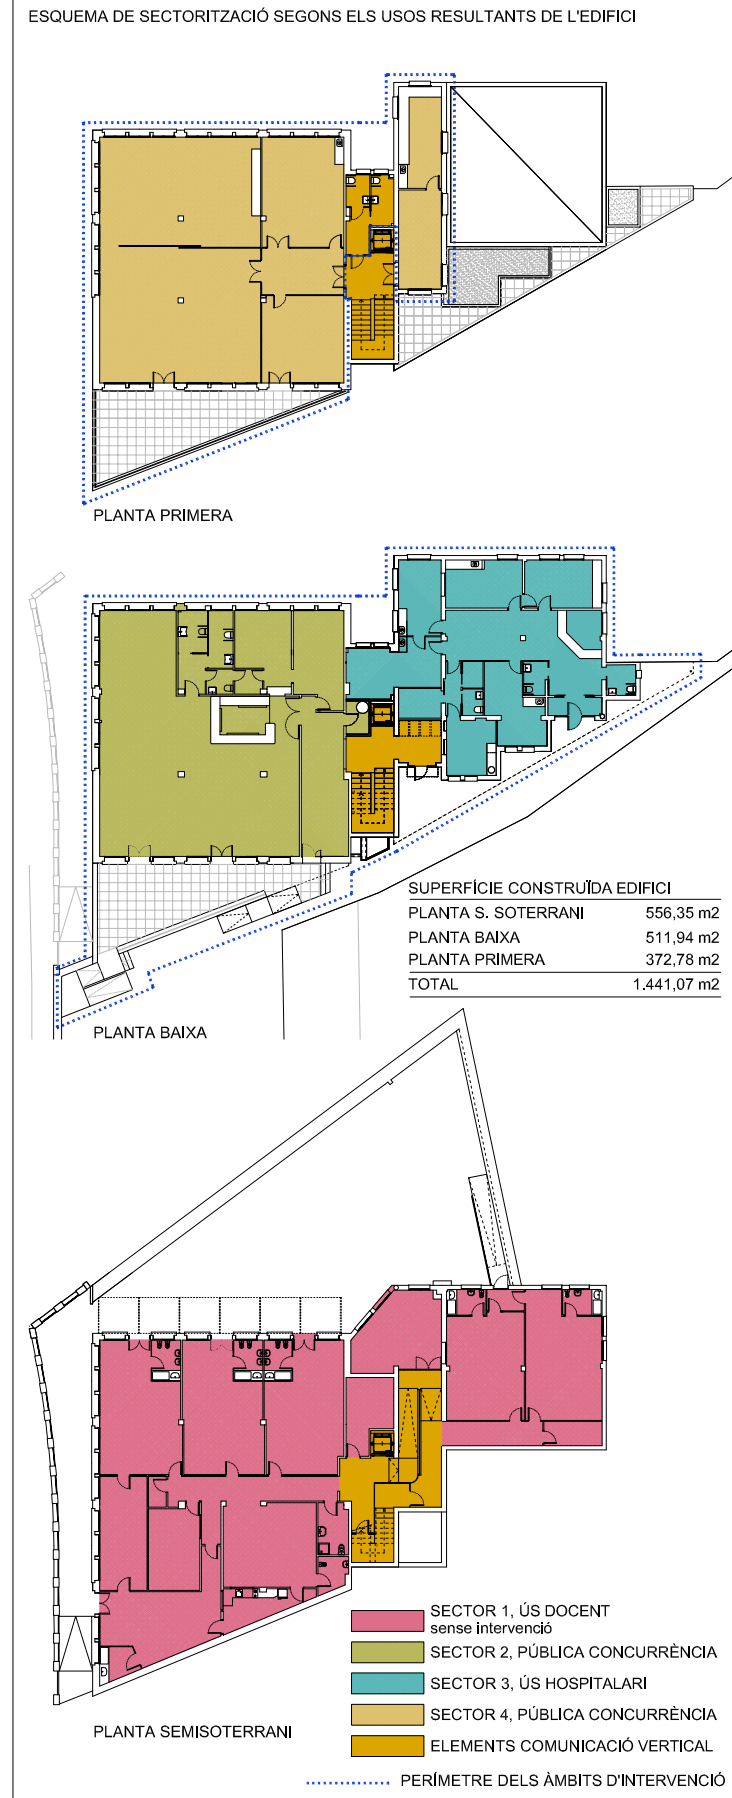 ESQUEMA DE SECTORITZACIÓ SEGONS ELS USOS RESULTANTS DE L'EDIFICI
PLANTA PRIMERA
SUPERFÍCIE CONSTRUÏDA EDIFICI
PLANTA S. SOTERRANI 556,35 m2
PLANTA BAIXA 511,94 m2
PLANTA PRIMERA 372,78 m2
TOTAL 1.441,07 m2
PLANTA BAIXA
SECTOR 1, ÚS DOCENT
sense intervenció
SECTOR 2, PÚBLICA CONCURRÈNCIA
SECTOR 3, ÚS HOSPITALARI
SECTOR 4, PÚBLICA CONCURRÈNCIA
PLANTA SEMISOTERRANI
ELEMENTS COMUNICACIÓ VERTICAL
PERÍMETRE DELS ÀMBITS D'INTERVENCIÓ